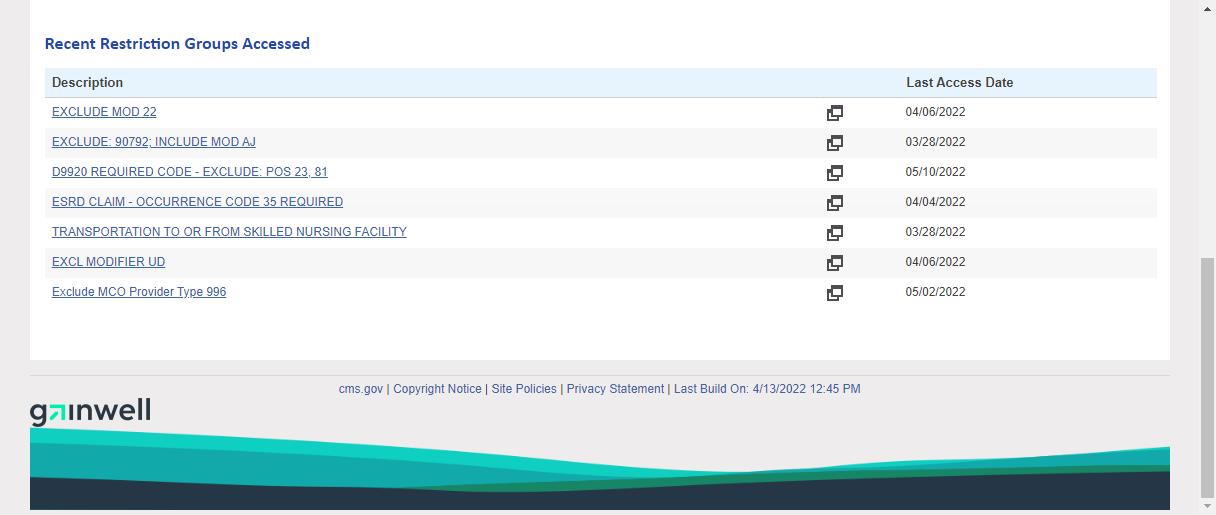 Recent Restriction Groups Accessed
Description Last Access Date
EXCLUDE MOD 22 04/06/2022
EXCLUDE: 90792; INCLUDE MOD AJ 03/28/2022
D9920 REQUIRED CODE - EXCLUDE: POS 23, 81 05/10/2022
ESRD CLAIM - OCCURRENCE CODE 35 REQUIRED 04/04/2022
TRANSPORTATION TO OR FROM SKILLED NURSING FACILITY 03/28/2022
EXCL MODIFIER UD 04/06/2022
Exclude MCO Provider Type 996 05/02/2022
cms.gov | Copyright Notice | Site Policies | Privacy Statement | Last Build On: 4/13/2022 12:45 PM
gainwell